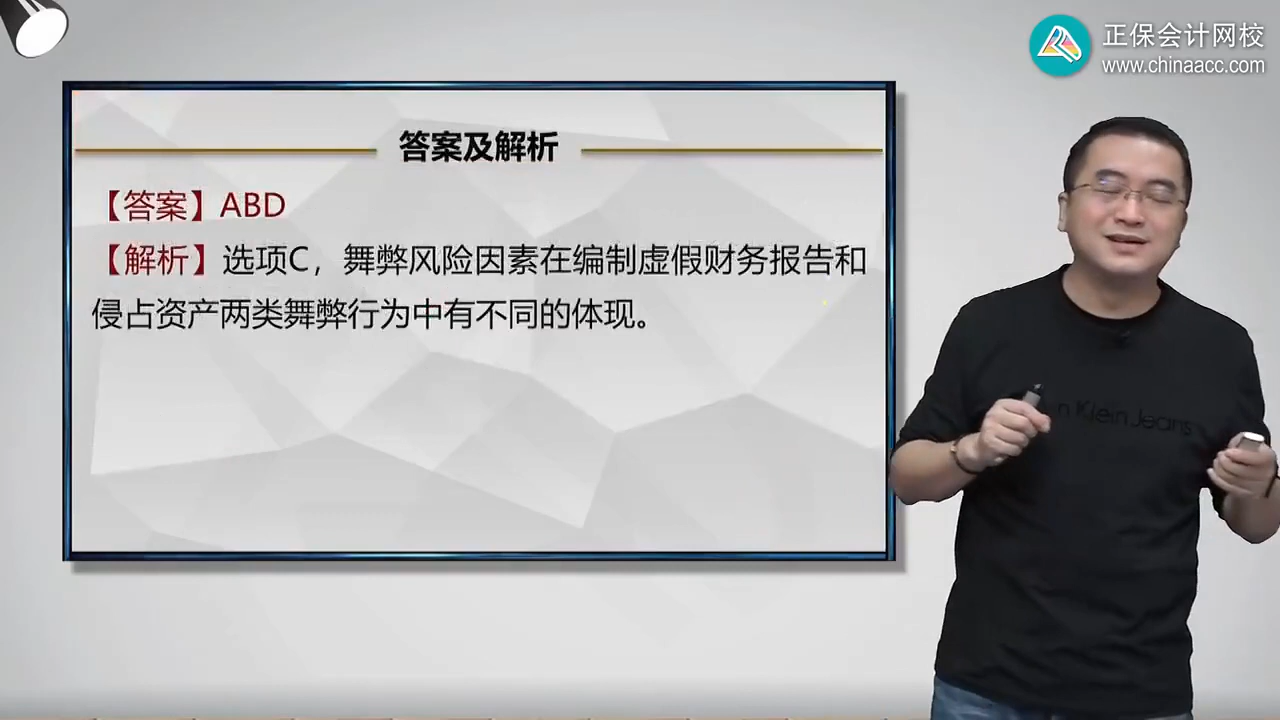 正保会计网校
www.chinaacc.com
答案及解析
【答案】ABD
【解析】选项C，舞弊风险因素在编制虚假财务报告和
侵占资产两类舞弊行为中有不同的体现。
n Klein Jeans